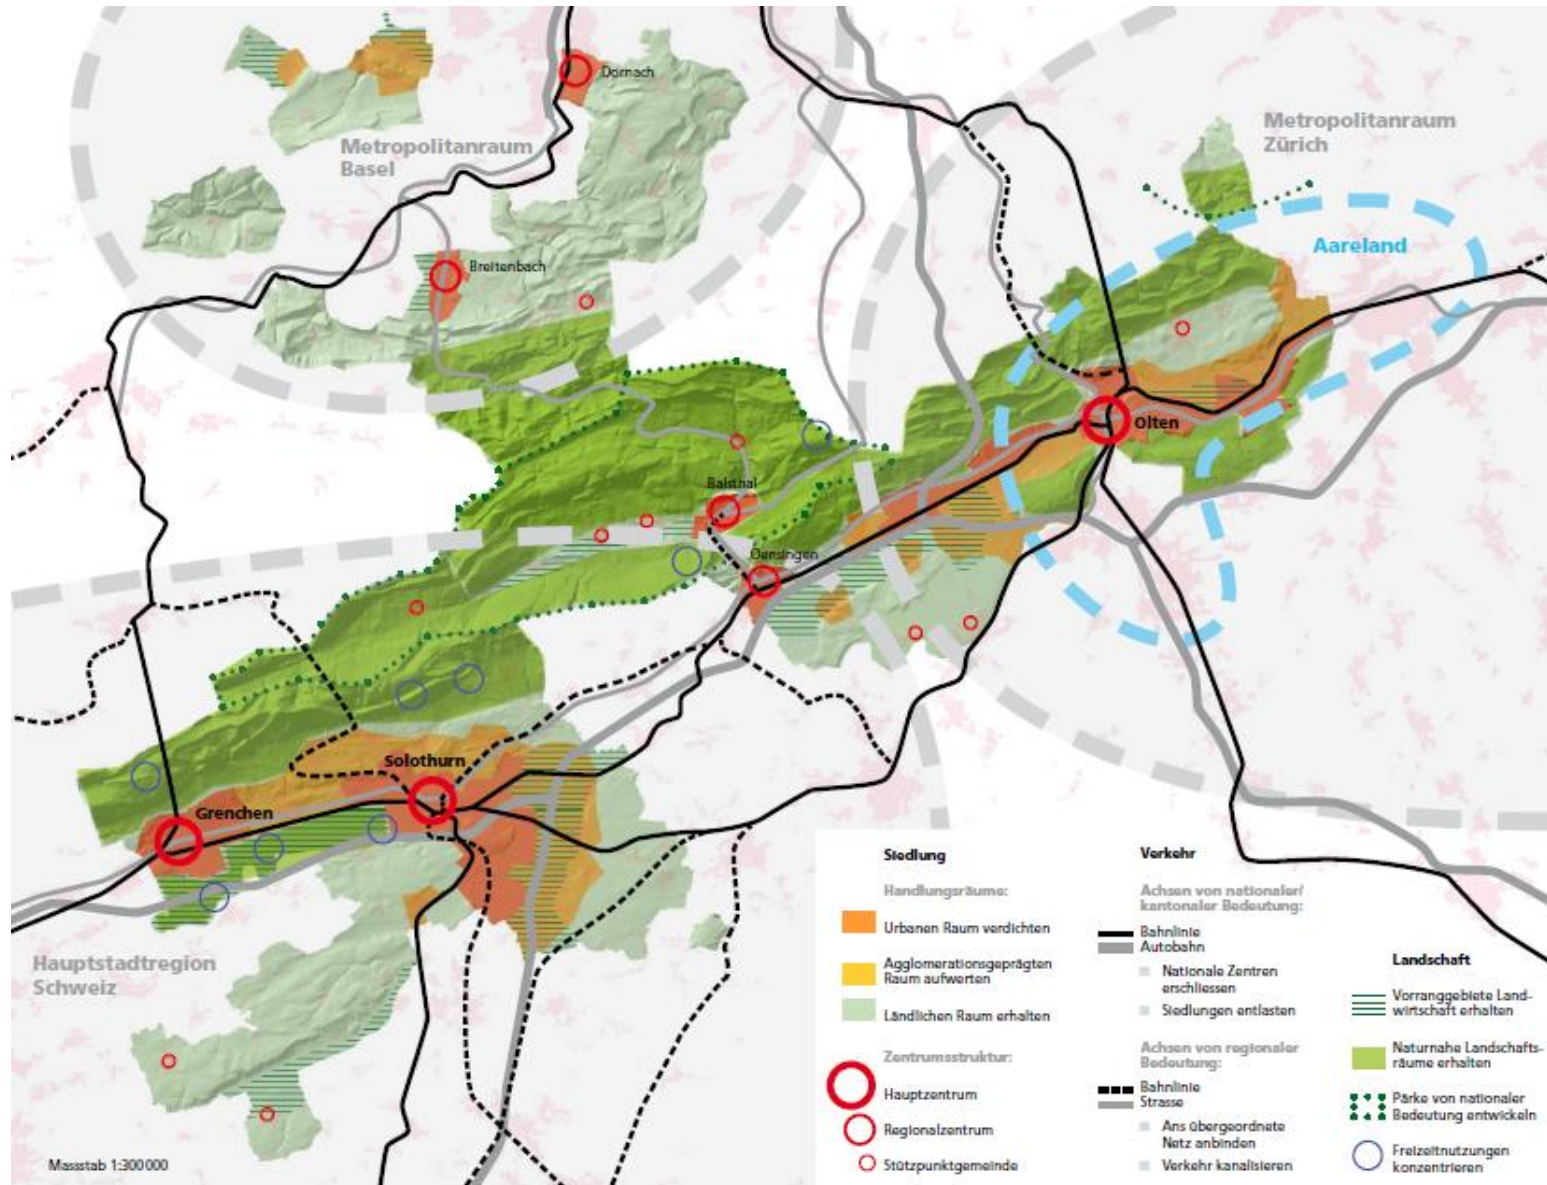 Dornach
Metropolitanraum
Basel
Metropolitanraum
Zürich
Aareland
Breitenbach
Olten
Balsthal
Oensingen
Solothurn
Grenchen
Hauptstadtregion
Schweiz
Massstab 1:300 000
Siedlung
Handlungsräume:
Urbanen Raum verdichten
Agglomerationsgeprägten
Raum aufwerten
Ländlichen Raum erhalten
Zentrumsstruktur:
Hauptzentrum
Regionalzentrum
Stützpunktgemeinde
Verkehr
Achsen von nationaler/
kantonaler Bedeutung:
Bahnlinie
Autobahn
Nationale Zentren
erschliessen
Siedlungen entlasten
Achsen von regionaler
Bedeutung:
Bahnlinie
Strasse
Ans übergeordnete
Netz anbinden
Verkehr kanalisieren
Landschaft
Vorranggebiete Land-
wirtschaft erhalten
Naturnahe Landschafts-
räume erhalten
Pärke von nationaler
Bedeutung entwickeln
Freizeitnutzungen
konzentrieren